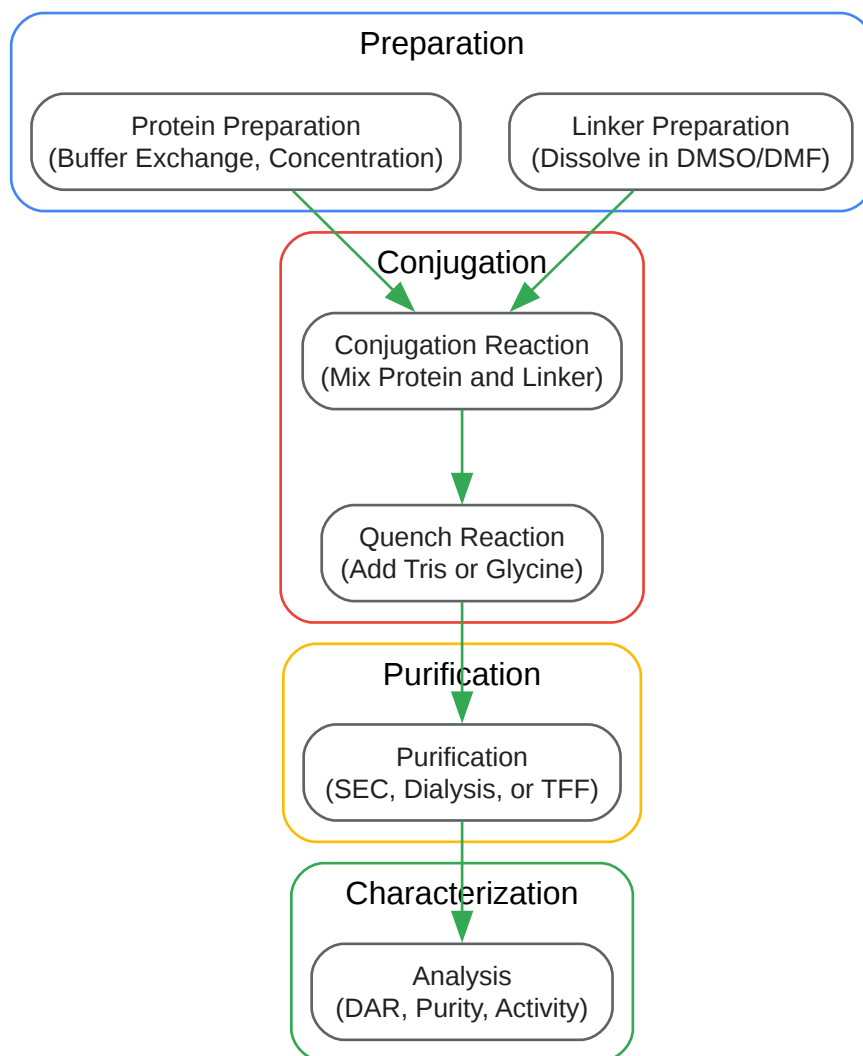 Preparation
Protein Preparation
(Buffer Exchange, Concentration)
Linker Preparation
(Dissolve in DMSO/DMF)
Conjugation
Conjugation Reaction
(Mix Protein and Linker)
Quench Reaction
(Add Tris or Glycine)
Purification
Purification
(SEC, Dialysis, or TFF)
Characterization
Analysis
(DAR, Purity, Activity)